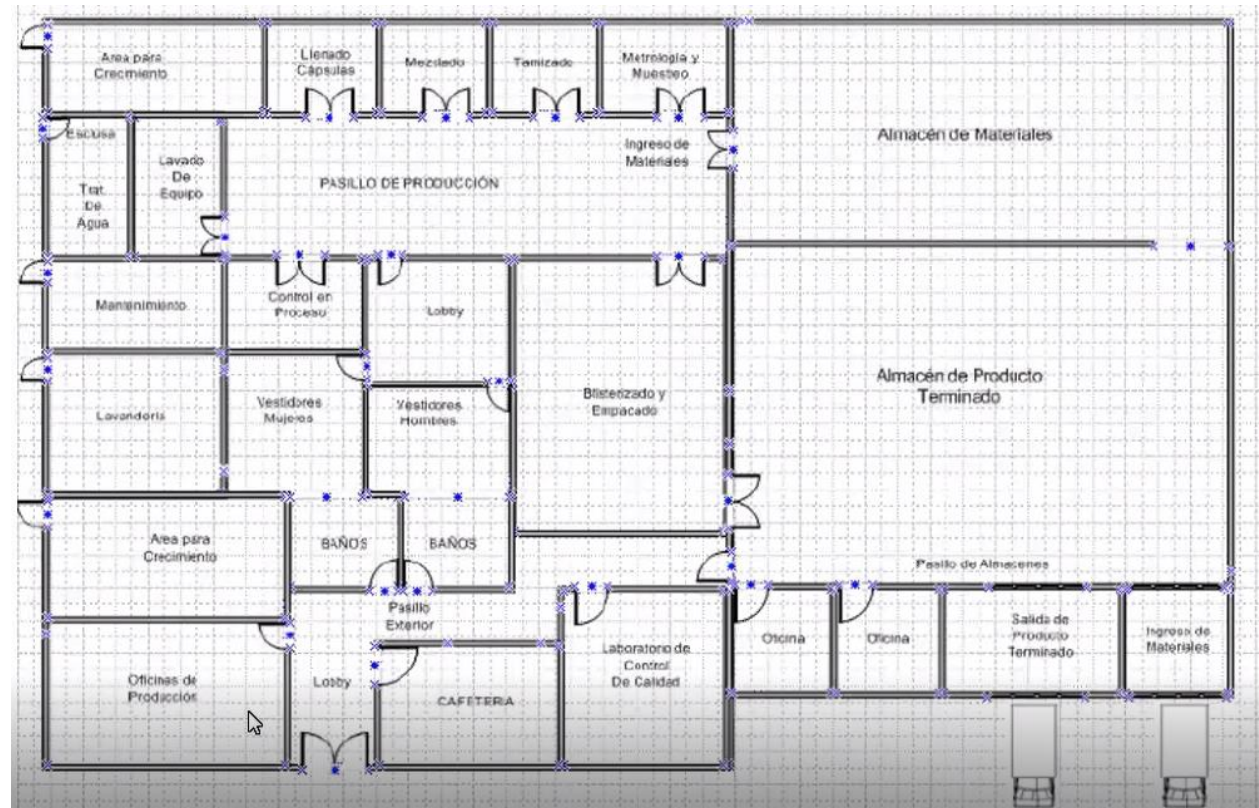 Area para
Crecimiento
Llenado
Cápsulas
Mezclado
Tamizado
Metrología y
Muestreo
Almacén de Materiales
Escusa
Trat.
De
Agua
Lavado
De
Equipo
PASILLO DE PRODUCCIÓN
Ingreso de
Materiales
Mantenimiento
Control en
Proceso
Lobby
Almacén de Producto
Terminado
Blisterizado y
Empacado
Lavandería
Vestidores
Mujeres
Vestidores
Hombres
Area para
Crecimiento
BAÑOS
BAÑOS
Pasillo de Almacenes
Pasillo
Exterior
Oficina
Oficina
Salida de
Producto
Terminado
Ingreso de
Materiales
Laboratorio de
Control
De Calidad
Oficinas de
Producción
Lobby
CAFETERIA